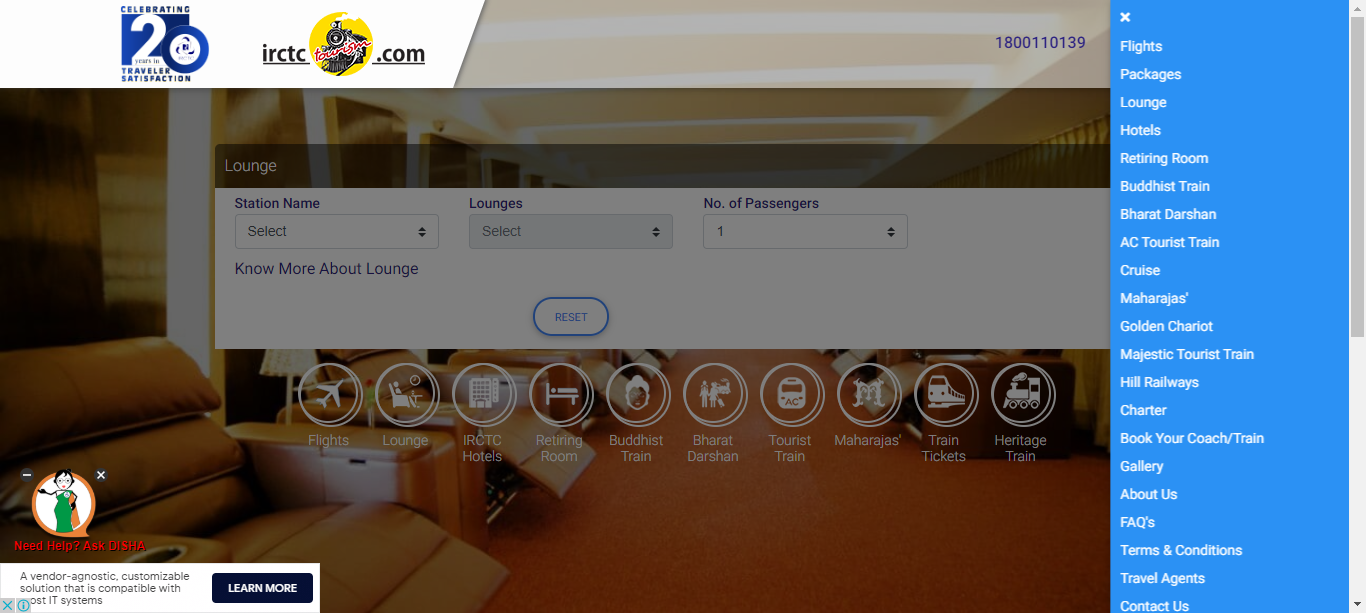 CELEBRATING
20
years in
TRAVELER
SATISFACTION
irctc tourism .com
1800110139
Lounge
Station Name
Lounges
No. of Passengers
Select
Select
1
Know More About Lounge
RESET
Flights
Lounge
IRCTC
Hotels
Retiring
Room
Buddhist
Train
Bharat
Darshan
AC
Tourist
Train
Maharajas'
Train
Tickets
Heritage
Train
Need Help? Ask DISHA
A vendor-agnostic, customizable
solution that is compatible with
ost IT systems
LEARN MORE
Flights
Packages
Lounge
Hotels
Retiring Room
Buddhist Train
Bharat Darshan
AC Tourist Train
Cruise
Maharajas'
Golden Chariot
Majestic Tourist Train
Hill Railways
Charter
Book Your Coach/Train
Gallery
About Us
FAQ's
Terms & Conditions
Travel Agents
Contact Us